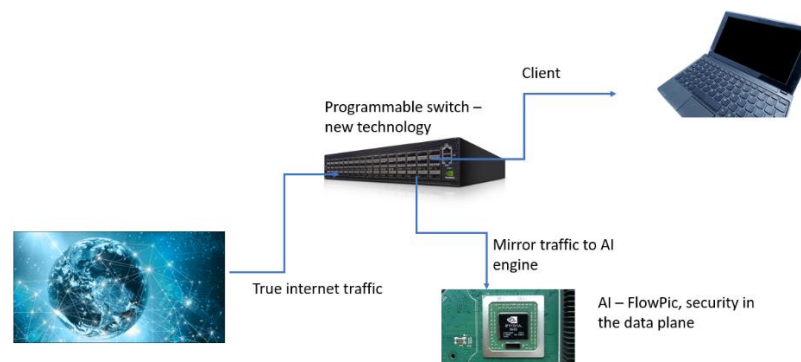 Client
Programmable switch –
new technology
Mirror traffic to AI
engine
True internet traffic
AI – FlowPic, security in
the data plane